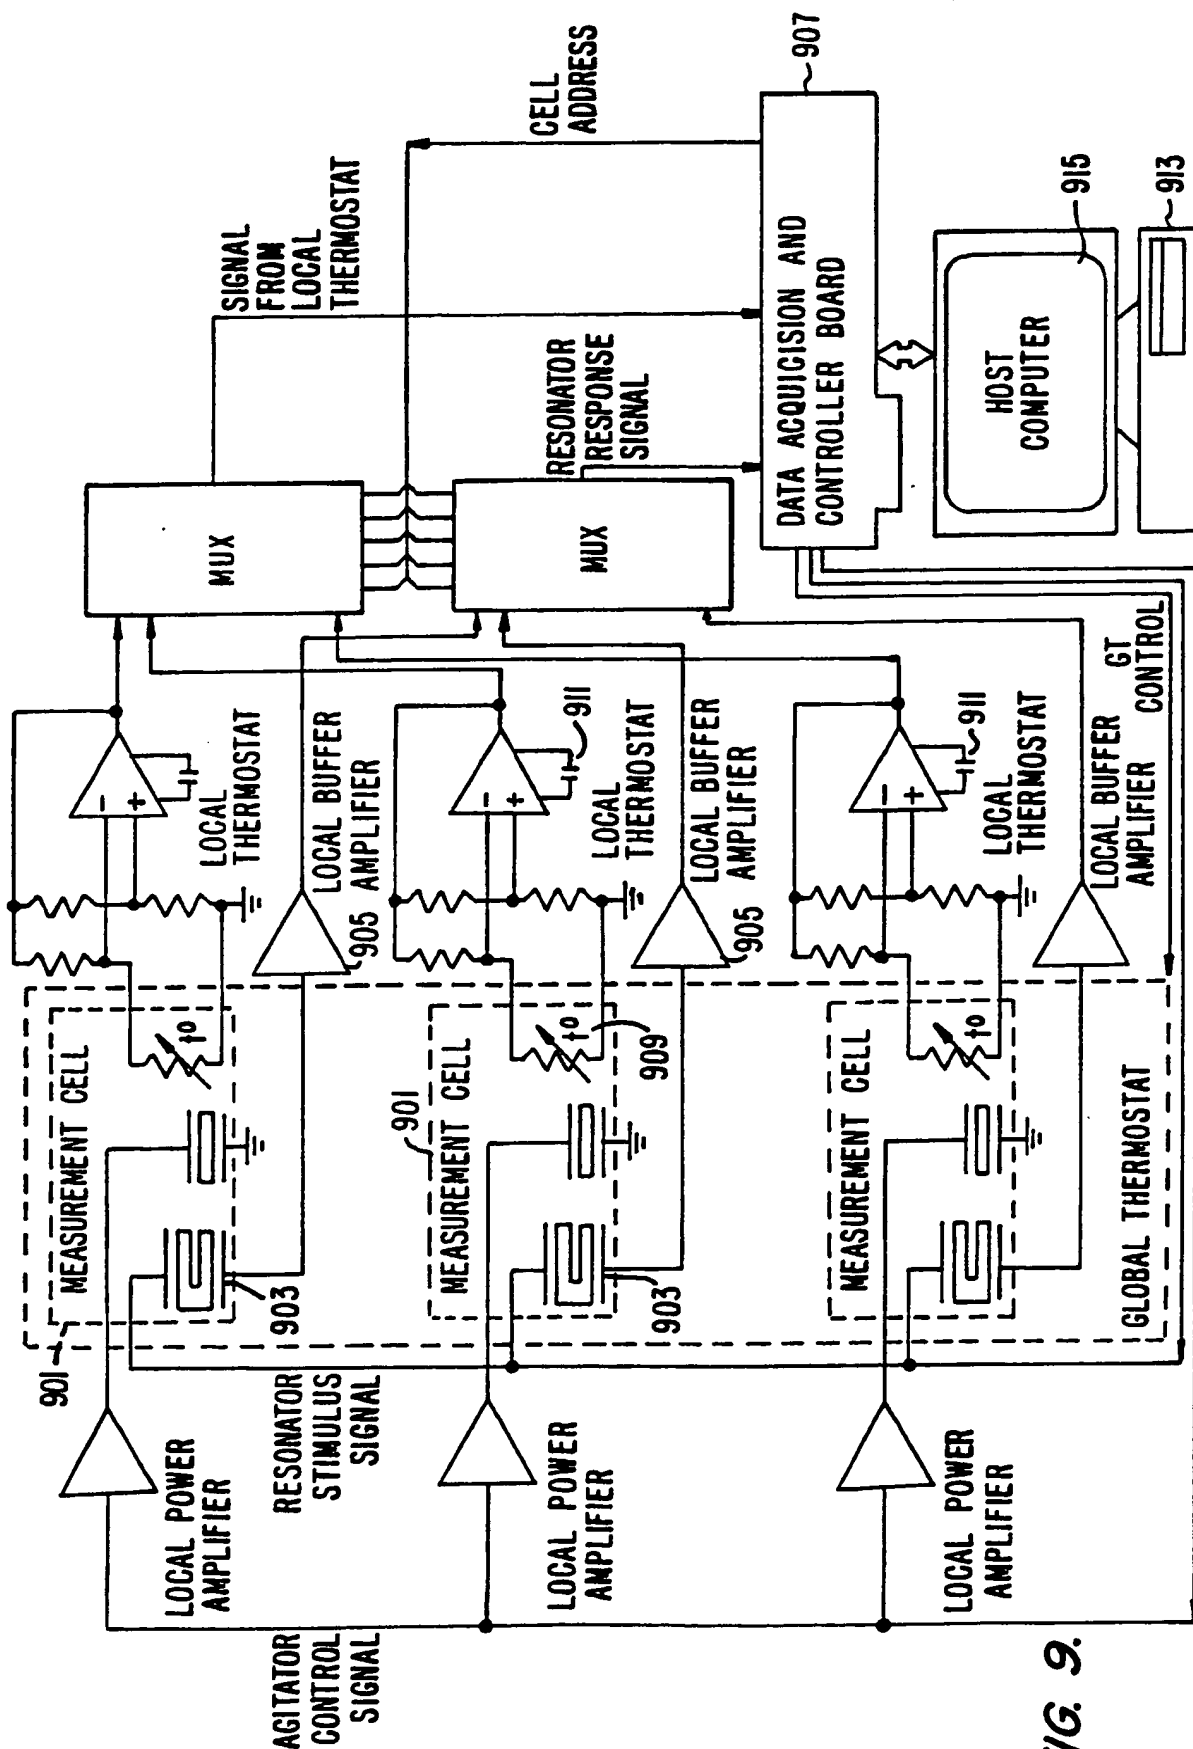 AGITATOR
CONTROL
SIGNAL
LOCAL POWER
AMPLIFIER
RESONATOR
STIMULUS
SIGNAL
LOCAL POWER
AMPLIFIER
LOCAL POWER
AMPLIFIER
901
MEASUREMENT CELL
903
t°
901
MEASUREMENT CELL
903
t°
909
MEASUREMENT CELL
t°
GLOBAL THERMOSTAT
905
LOCAL BUFFER
AMPLIFIER
-
+
LOCAL
THERMOSTAT
905
LOCAL BUFFER
AMPLIFIER
-
+
911
LOCAL
THERMOSTAT
LOCAL BUFFER
AMPLIFIER
-
+
911
LOCAL
THERMOSTAT
GT
CONTROL
MUX
MUX
SIGNAL
FROM
LOCAL
THERMOSTAT
RESONATOR
RESPONSE
SIGNAL
CELL
ADDRESS
DATA ACQUICISION AND
CONTROLLER BOARD
907
HOST
COMPUTER
915
913
FIG. 9.